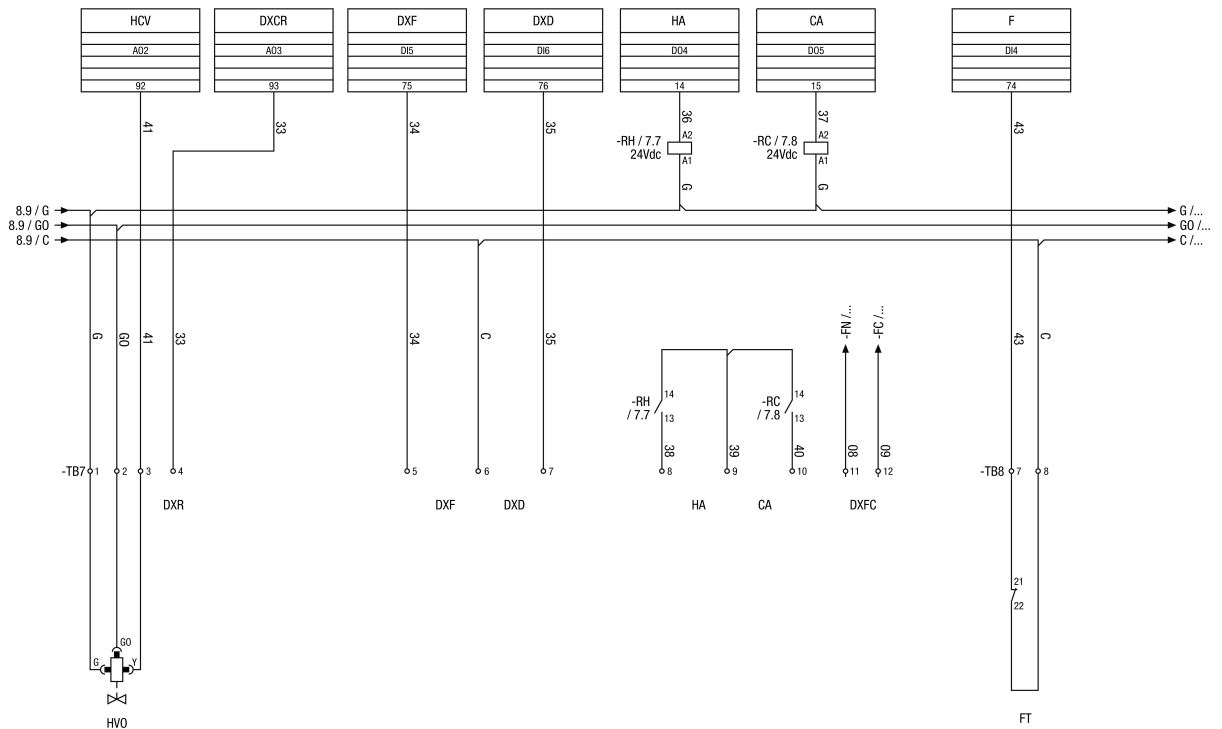 HCV DXCR DXF DXD HA CA F
AO2 AO3 DI5 DI6 DO4 DO5 DI4
92 93 75 76 14 15 74
41 33 34 35 36 37 43
A2 A2
-RH / 7.7 -RC / 7.8
24Vdc 24Vdc
A1 A1
G G
8.9 / G G /...
8.9 / GO GO /...
8.9 / C C /...
-FN / ... -FC / ...
G GO 41 33 34 C 35 43 C
14 14
-RH -RC
/ 7.7 / 7.8
13 13
38 39 40 08 09
-TB7 1 2 3 4 5 6 7 8 9 10 11 12 -TB8 7 8
DXR DXF DXD HA CA DXFC
21
22
GO
G Y
HVO FT